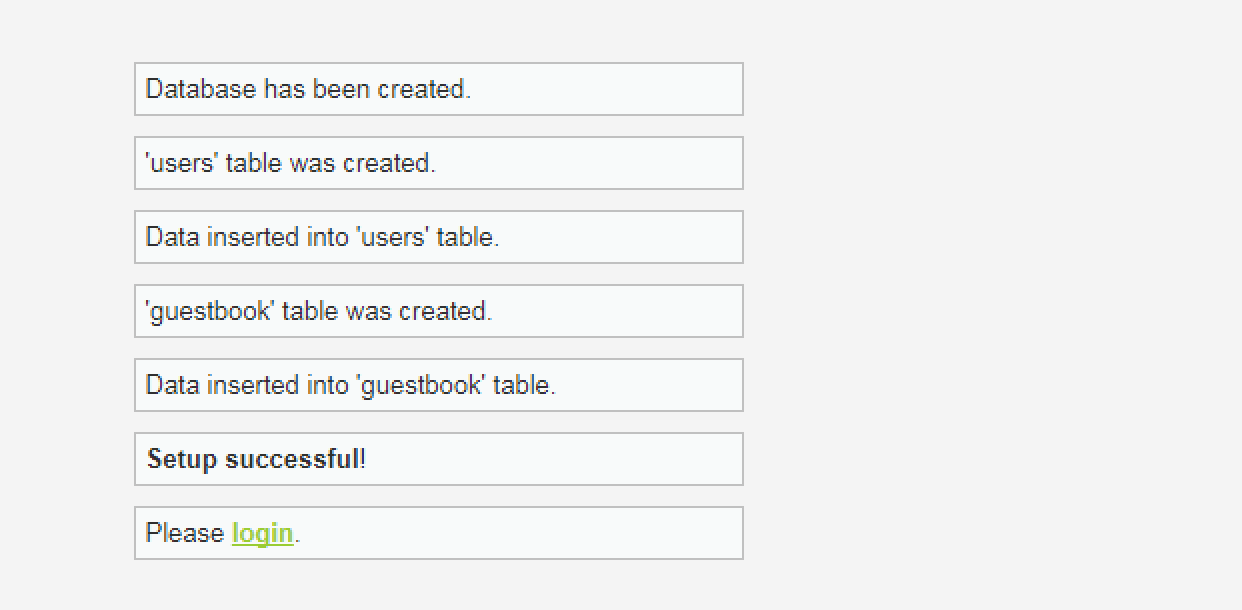 Database has been created.
'users' table was created.
Data inserted into 'users' table.
'guestbook' table was created.
Data inserted into 'guestbook' table.
Setup successful!
Please login.